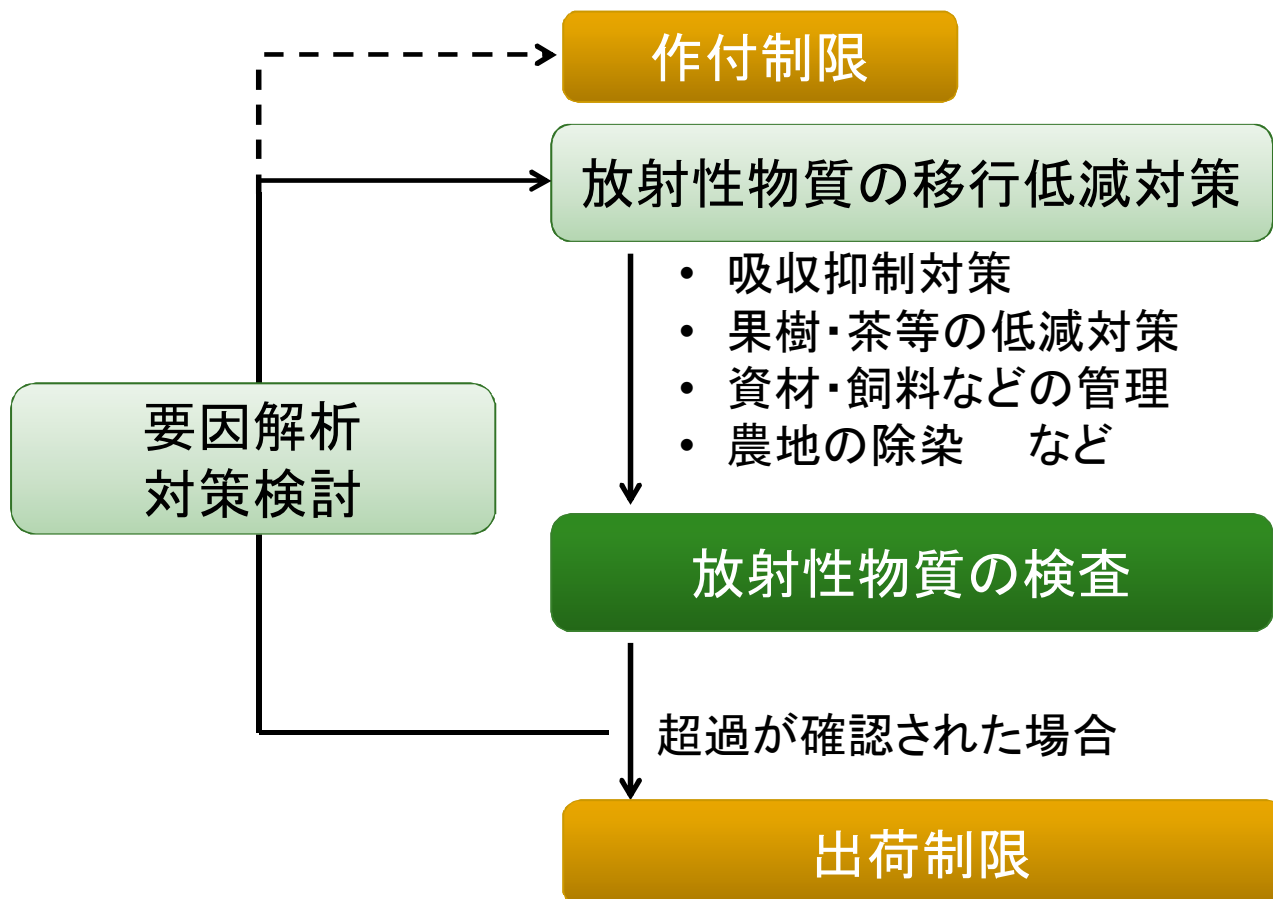 作付制限
放射性物質の移行低減対策
• 吸収抑制対策
• 果樹・茶等の低減対策
• 資材・飼料などの管理
• 農地の除染　など
要因解析
対策検討
放射性物質の検査
超過が確認された場合
出荷制限